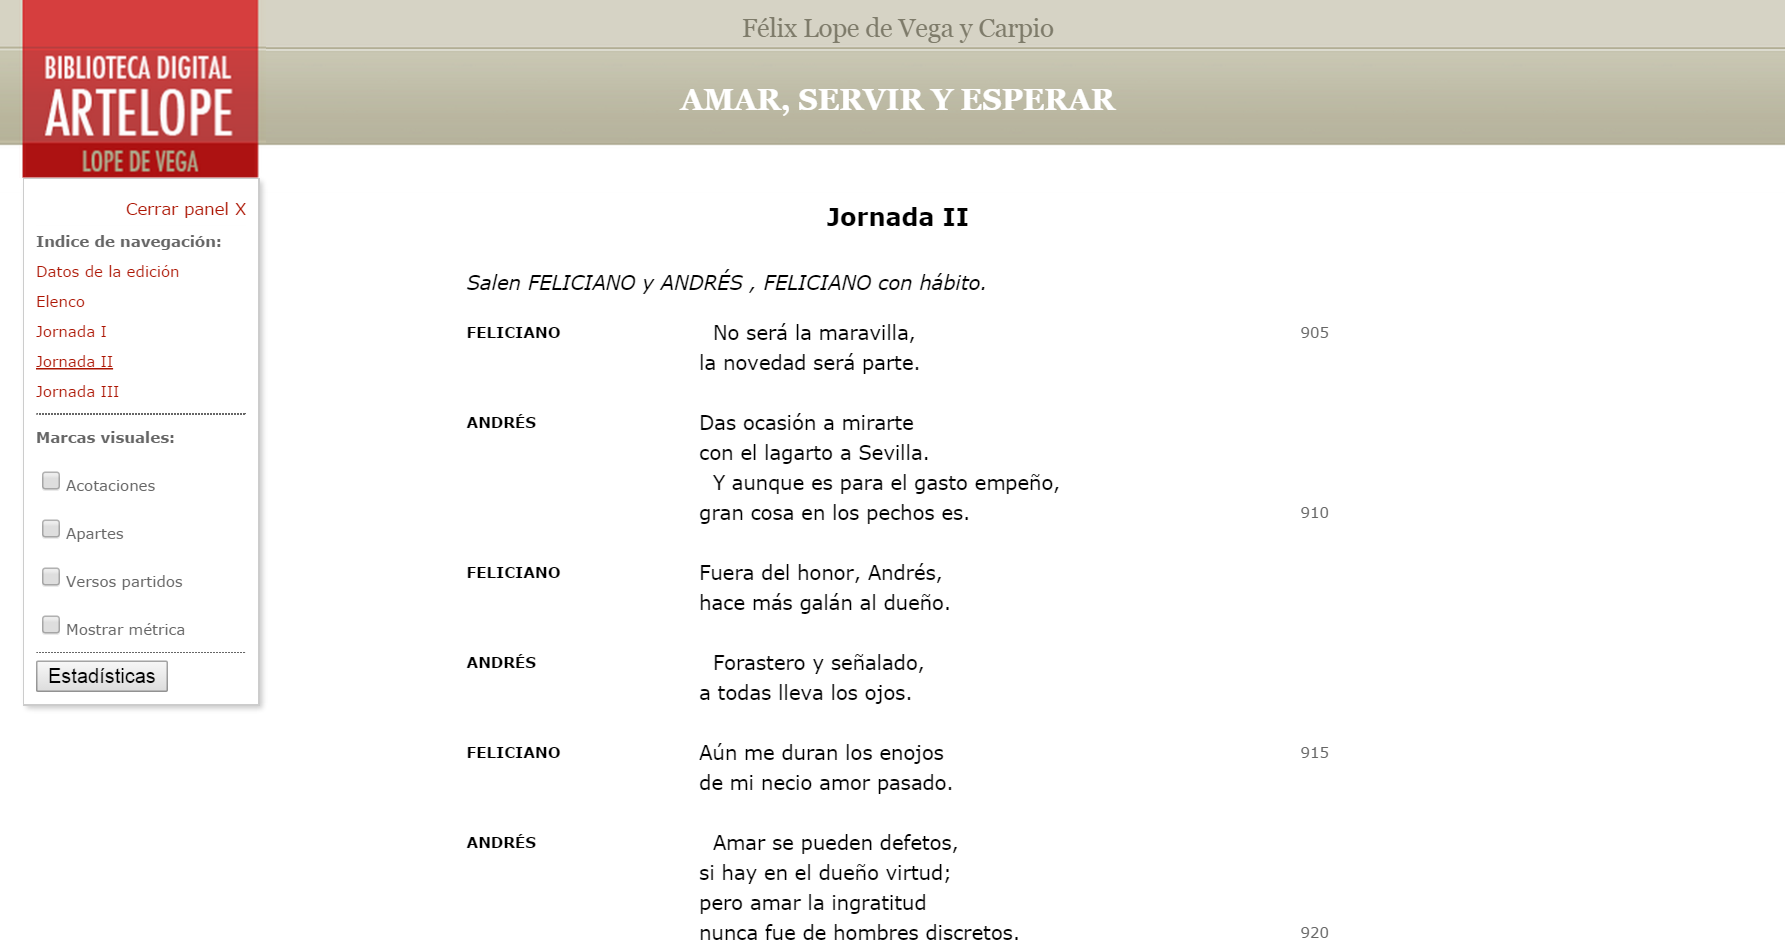 Félix Lope de Vega y Carpio
AMAR, SERVIR Y ESPERAR
BIBLIOTECA DIGITAL
ARTELOPE
LOPE DE VEGA
Cerrar panel X
Indice de navegación:
Datos de la edición
Elenco
Jornada I
Jornada II
Jornada III
Marcas visuales:
Acotaciones
Apartes
Versos partidos
Mostrar métrica
Estadísticas
Jornada II
Salen FELICIANO y ANDRÉS , FELICIANO con hábito.
FELICIANO No será la maravilla, 905
la novedad será parte.
ANDRÉS Das ocasión a mirarte
con el lagarto a Sevilla.
Y aunque es para el gasto empeño,
gran cosa en los pechos es. 910
FELICIANO Fuera del honor, Andrés,
hace más galán al dueño.
ANDRÉS Forastero y señalado,
a todas lleva los ojos.
FELICIANO Aún me duran los enojos 915
de mi necio amor pasado.
ANDRÉS Amar se pueden defetos,
si hay en el dueño virtud;
pero amar la ingratitud
nunca fue de hombres discretos. 920